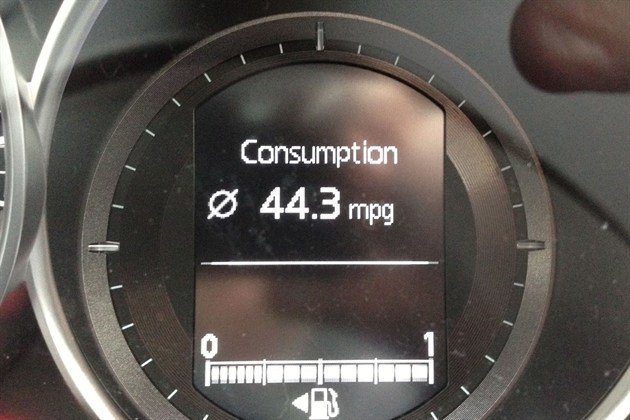 Consumption
Ø 44.3 mpg
0 1